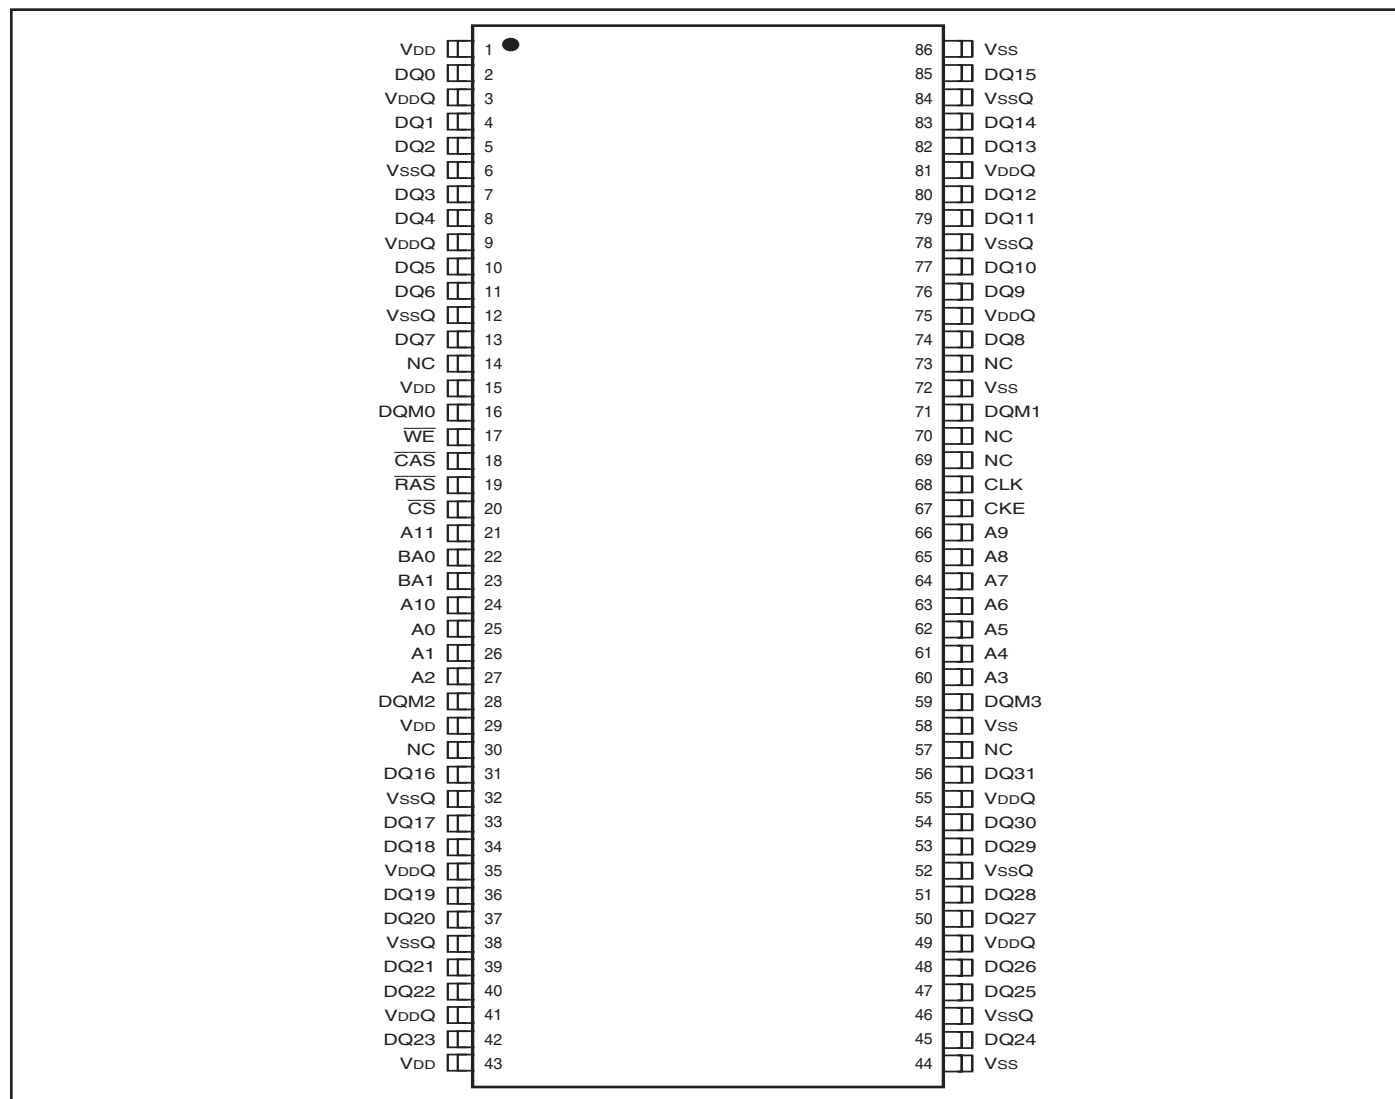 VDD 1 86 VSS
DQ0 2 85 DQ15
VDDQ 3 84 VSSQ
DQ1 4 83 DQ14
DQ2 5 82 DQ13
VSSQ 6 81 VDDQ
DQ3 7 80 DQ12
DQ4 8 79 DQ11
VDDQ 9 78 VSSQ
DQ5 10 77 DQ10
DQ6 11 76 DQ9
VSSQ 12 75 VDDQ
DQ7 13 74 DQ8
NC 14 73 NC
VDD 15 72 VSS
DQM0 16 71 DQM1
W̅E̅ 17 70 NC
C̅A̅S̅ 18 69 NC
R̅A̅S̅ 19 68 CLK
C̅S̅ 20 67 CKE
A11 21 66 A9
BA0 22 65 A8
BA1 23 64 A7
A10 24 63 A6
A0 25 62 A5
A1 26 61 A4
A2 27 60 A3
DQM2 28 59 DQM3
VDD 29 58 VSS
NC 30 57 NC
DQ16 31 56 DQ31
VSSQ 32 55 VDDQ
DQ17 33 54 DQ30
DQ18 34 53 DQ29
VDDQ 35 52 VSSQ
DQ19 36 51 DQ28
DQ20 37 50 DQ27
VSSQ 38 49 VDDQ
DQ21 39 48 DQ26
DQ22 40 47 DQ25
VDDQ 41 46 VSSQ
DQ23 42 45 DQ24
VDD 43 44 VSS